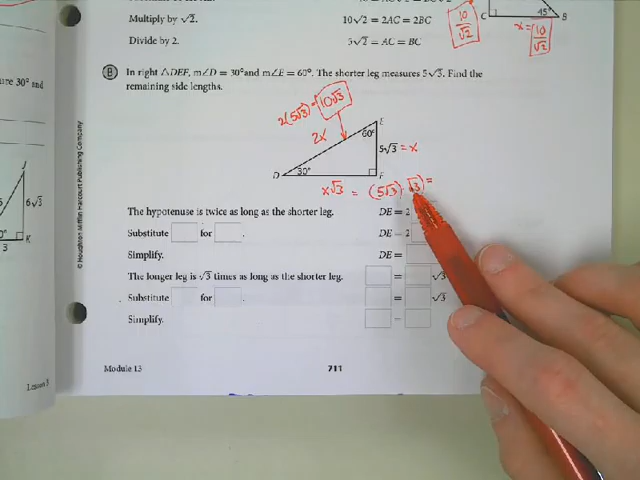 Multiply by √2.
10√2 = 2AC = 2BC
Divide by 2.
5√2 = AC = BC
10/√2
C
45°
B
x = 10/√2
B In right △DEF, m∠D = 30° and m∠E = 60°. The shorter leg measures 5√3. Find the
remaining side lengths.
2(5√3) = 10√3
2x
E
60°
5√3 = x
D
30°
F
x√3 = (5√3)·√3 =
The hypotenuse is twice as long as the shorter leg.
DE = 2
Substitute for
DE = 2
Simplify.
DE =
The longer leg is √3 times as long as the shorter leg.
= √3
Substitute for
= √3
Simplify.
=
© Houghton Mifflin Harcourt Publishing Company
Module 13
711
ure 30° and
J
6√3
K
3
Lesson 3